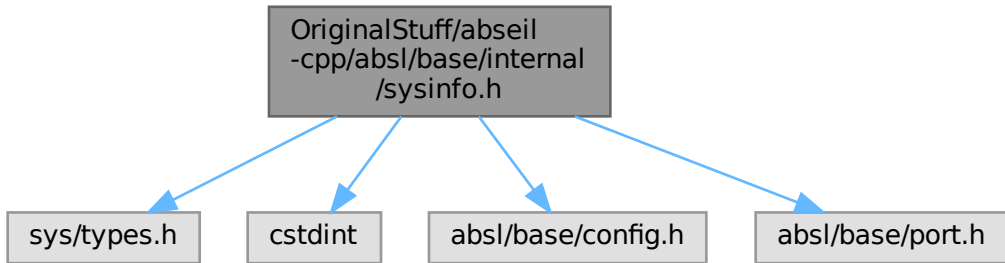 OriginalStuff/abseil
-cpp/absl/base/internal
/sysinfo.h
sys/types.h
cstdint
absl/base/config.h
absl/base/port.h